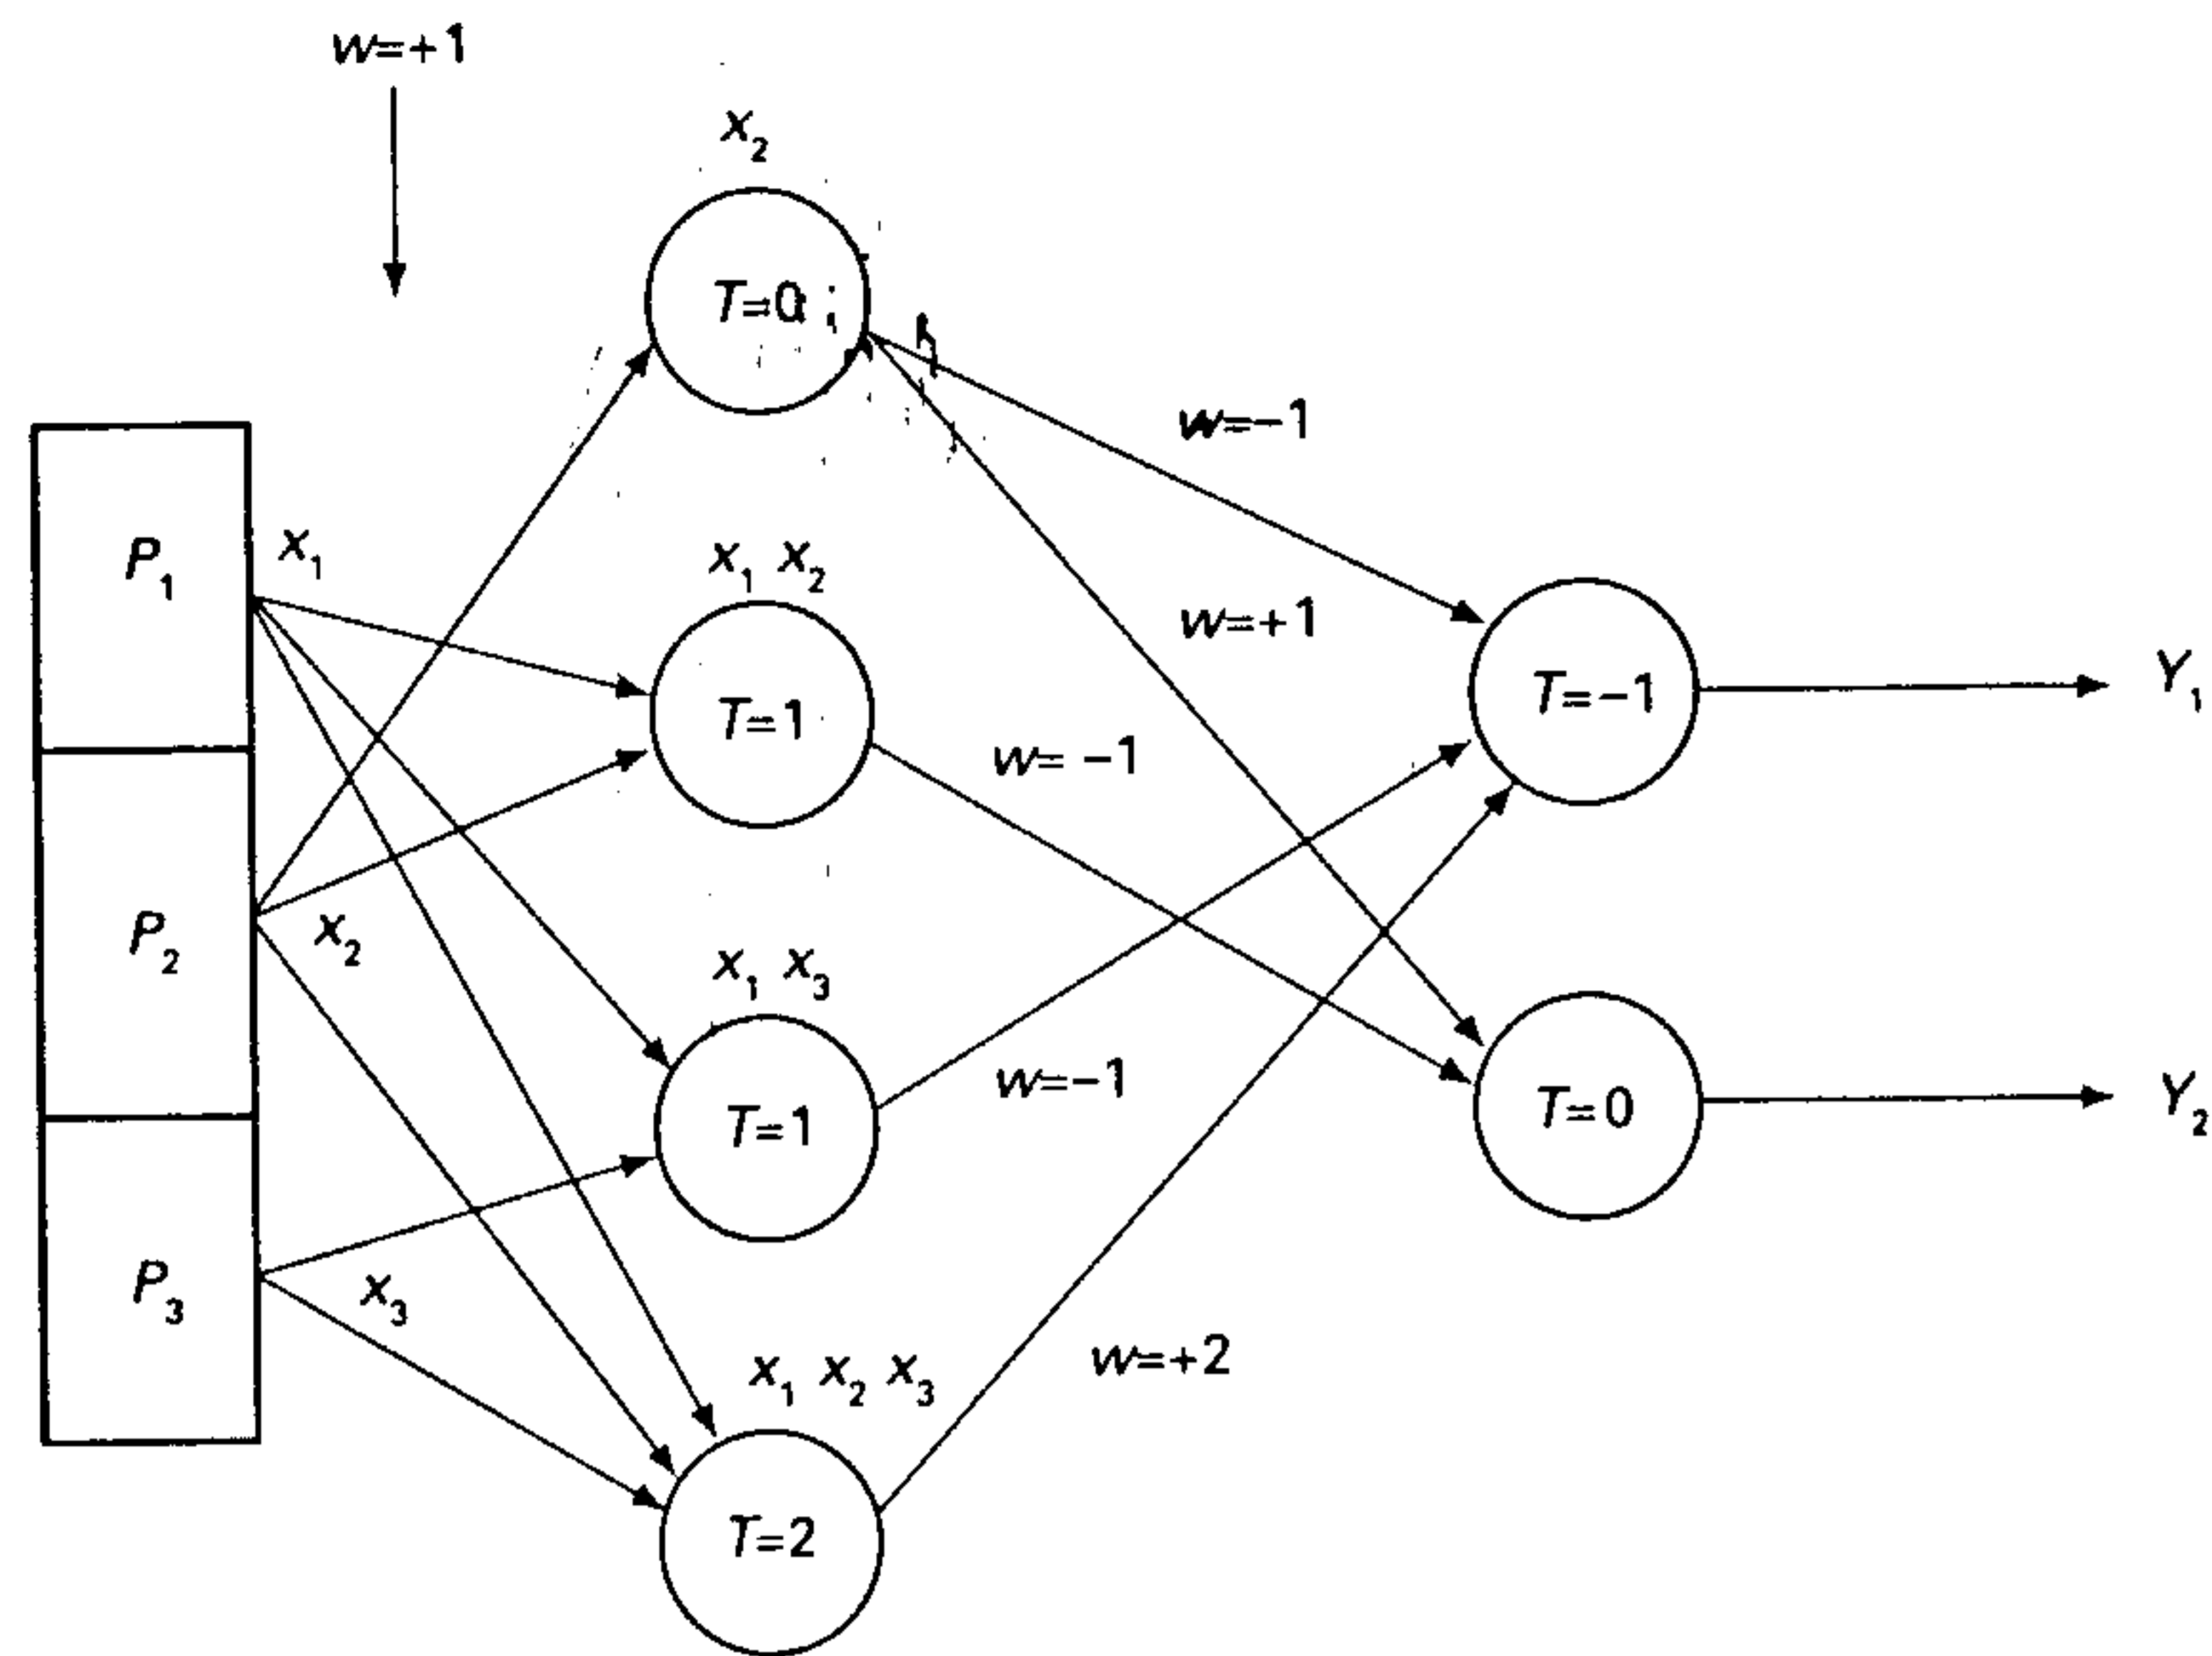 w=+1
x2
T=0
w=-1
P1
x1
x1 x2
w=+1
T=-1
Y1
T=1
w= -1
P2
x2
x1 x3
w=-1
T=1
T=0
Y2
P3
x3
x1 x2 x3
w=+2
T=2